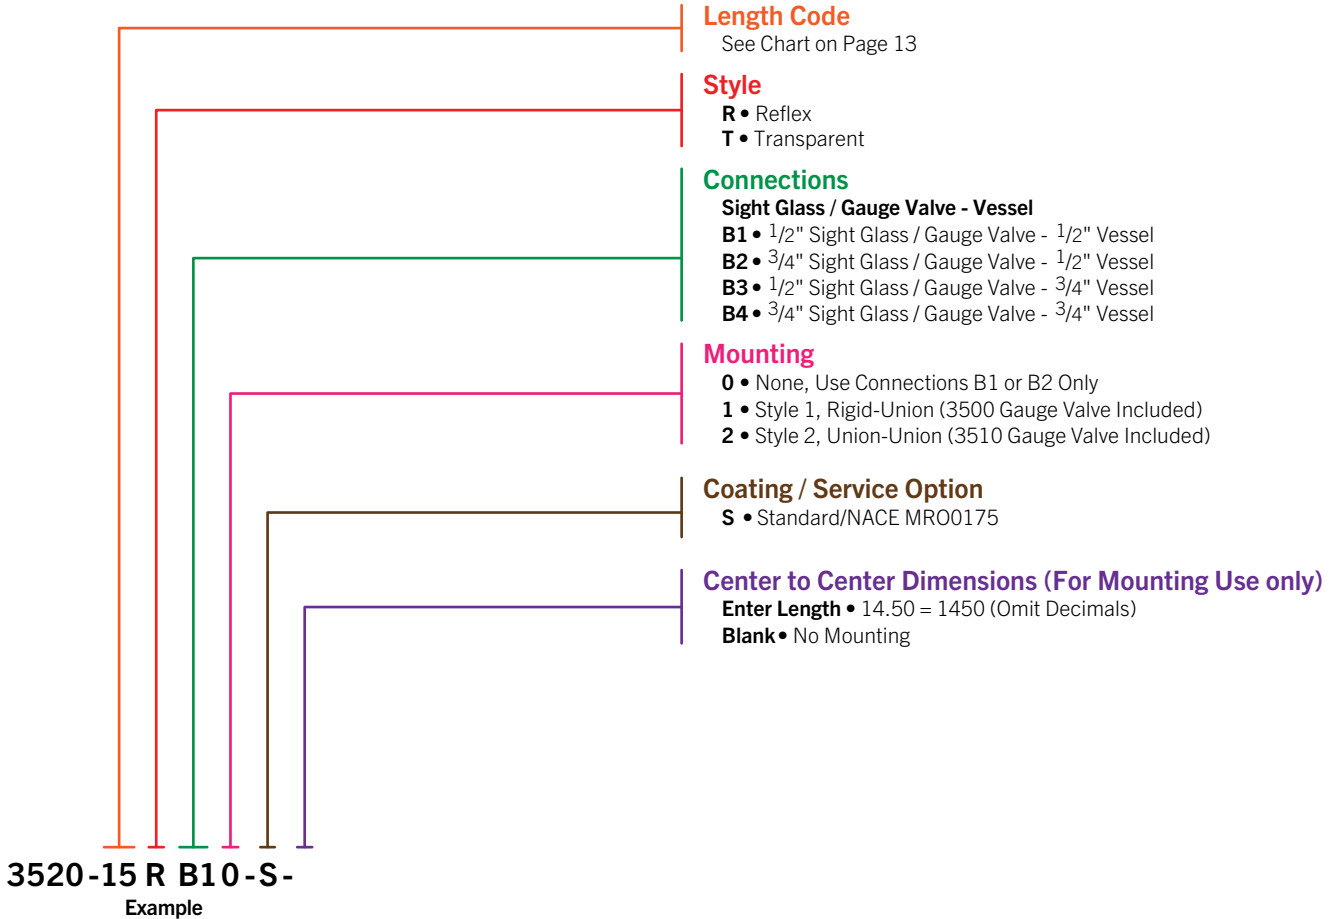 Length Code
See Chart on Page 13
Style
R • Reflex
T • Transparent
Connections
Sight Glass / Gauge Valve - Vessel
B1 • 1/2" Sight Glass / Gauge Valve - 1/2" Vessel
B2 • 3/4" Sight Glass / Gauge Valve - 1/2" Vessel
B3 • 1/2" Sight Glass / Gauge Valve - 3/4" Vessel
B4 • 3/4" Sight Glass / Gauge Valve - 3/4" Vessel
Mounting
0 • None, Use Connections B1 or B2 Only
1 • Style 1, Rigid-Union (3500 Gauge Valve Included)
2 • Style 2, Union-Union (3510 Gauge Valve Included)
Coating / Service Option
S • Standard/NACE MRO0175
Center to Center Dimensions (For Mounting Use only)
Enter Length • 14.50 = 1450 (Omit Decimals)
Blank • No Mounting
3520-15 R B10-S-
Example